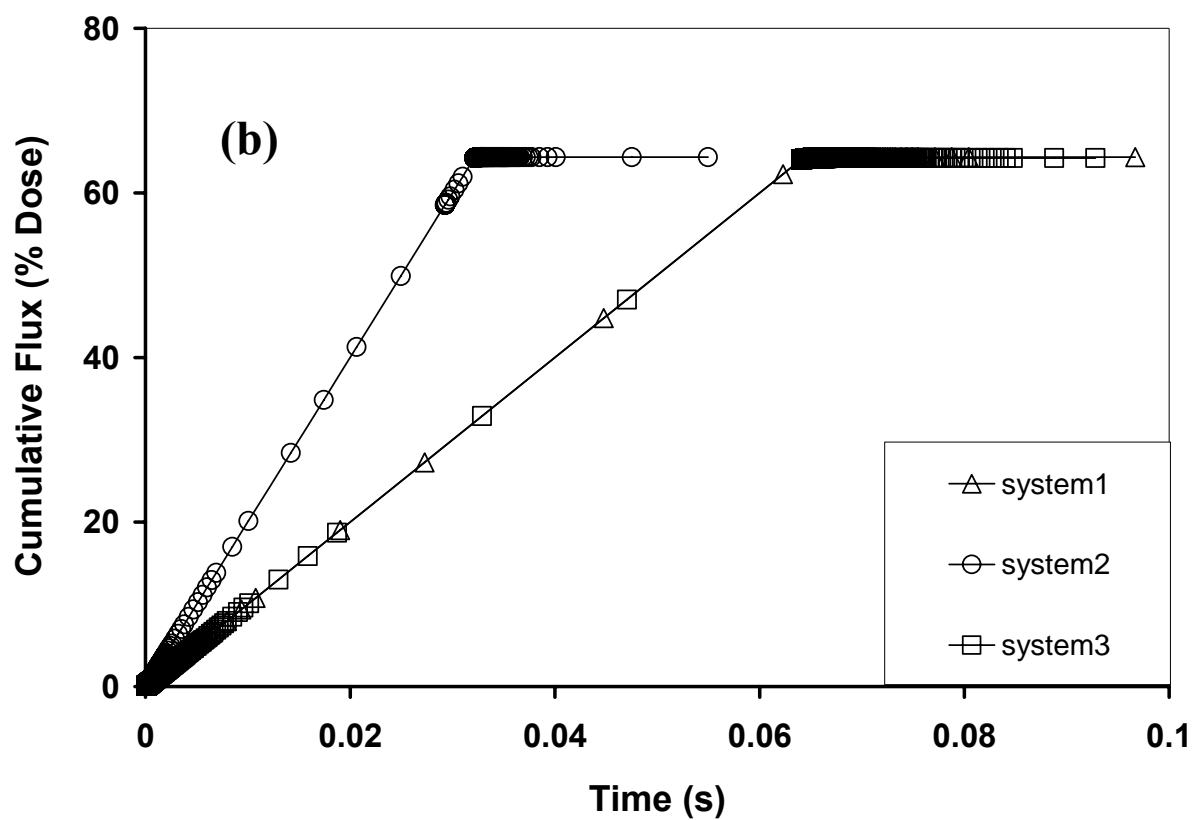 80
(b)
60
40
20
0
Cumulative Flux (% Dose)
system1
system2
system3
0 0.02 0.04 0.06 0.08 0.1
Time (s)